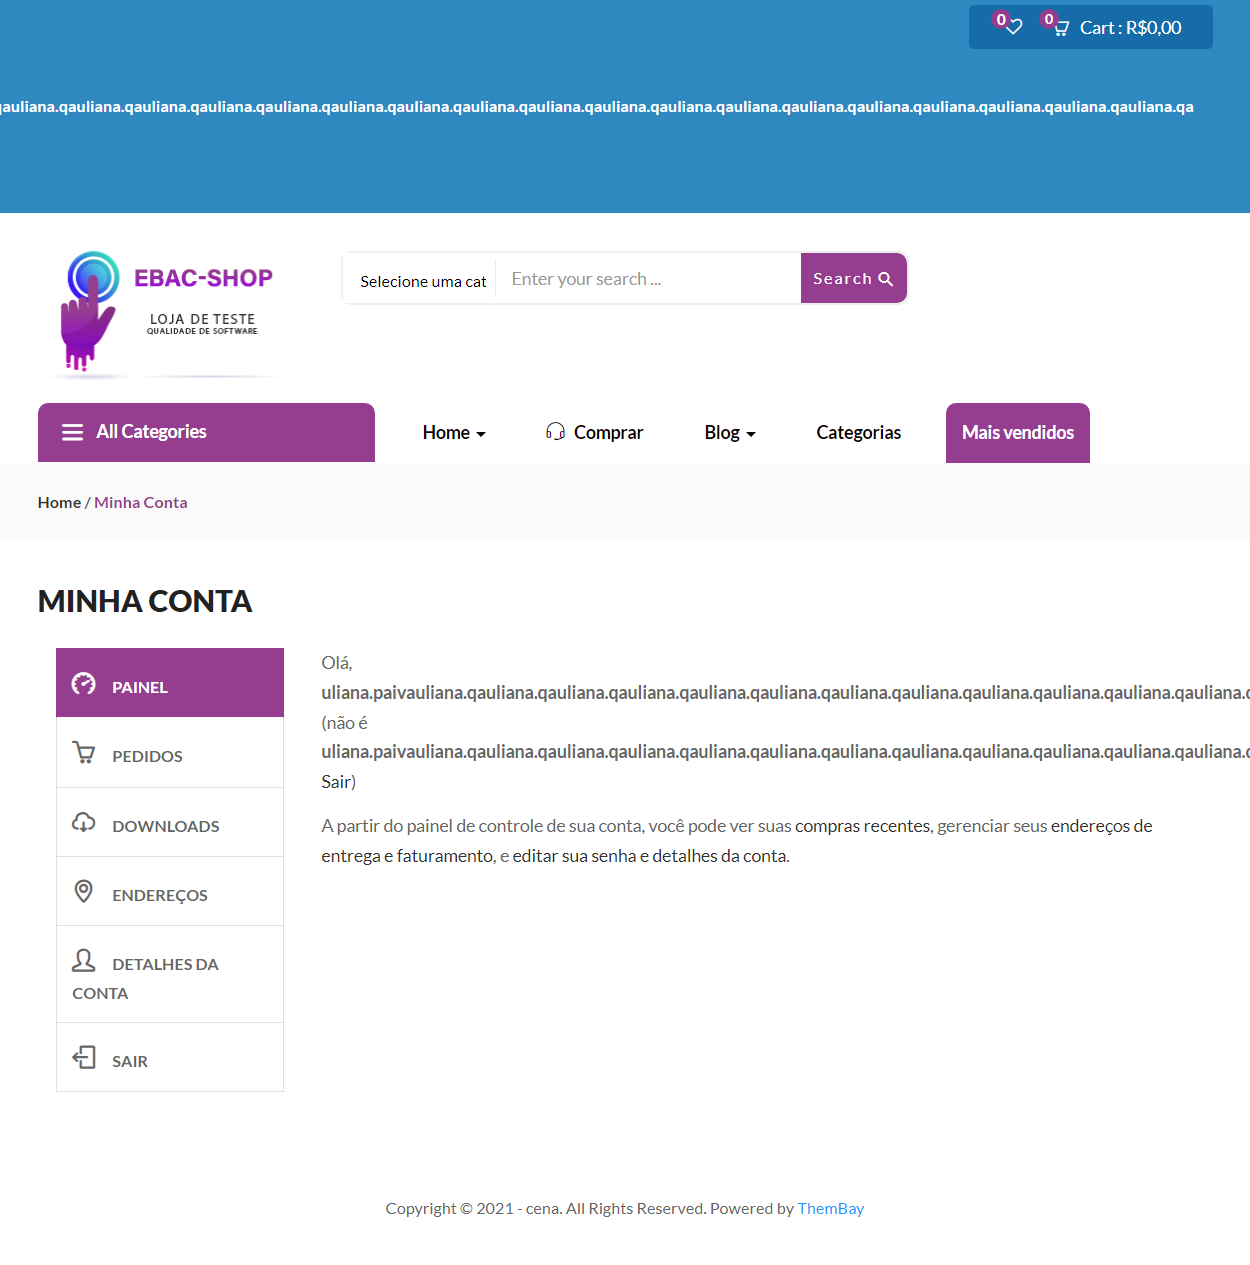 0 0 Cart : R$0,00
qauliana.qauliana.qauliana.qauliana.qauliana.qauliana.qauliana.qauliana.qauliana.qauliana.qauliana.qauliana.qauliana.qauliana.qauliana.qauliana.qauliana.qauliana.qa
EBAC-SHOP
LOJA DE TESTE
QUALIDADE DE SOFTWARE
Selecione uma cat
Enter your search ...
Search
All Categories
Home
Comprar
Blog
Categorias
Mais vendidos
Home / Minha Conta
MINHA CONTA
PAINEL
PEDIDOS
DOWNLOADS
ENDEREÇOS
DETALHES DA
CONTA
SAIR
Olá,
uliana.paivauliana.qauliana.qauliana.qauliana.qauliana.qauliana.qauliana.qauliana.qauliana.qauliana.qauliana.qauliana.q
(não é
uliana.paivauliana.qauliana.qauliana.qauliana.qauliana.qauliana.qauliana.qauliana.qauliana.qauliana.qauliana.qauliana.q
Sair)
A partir do painel de controle de sua conta, você pode ver suas compras recentes, gerenciar seus endereços de
entrega e faturamento, e editar sua senha e detalhes da conta.
Copyright © 2021 - cena. All Rights Reserved. Powered by ThemBay